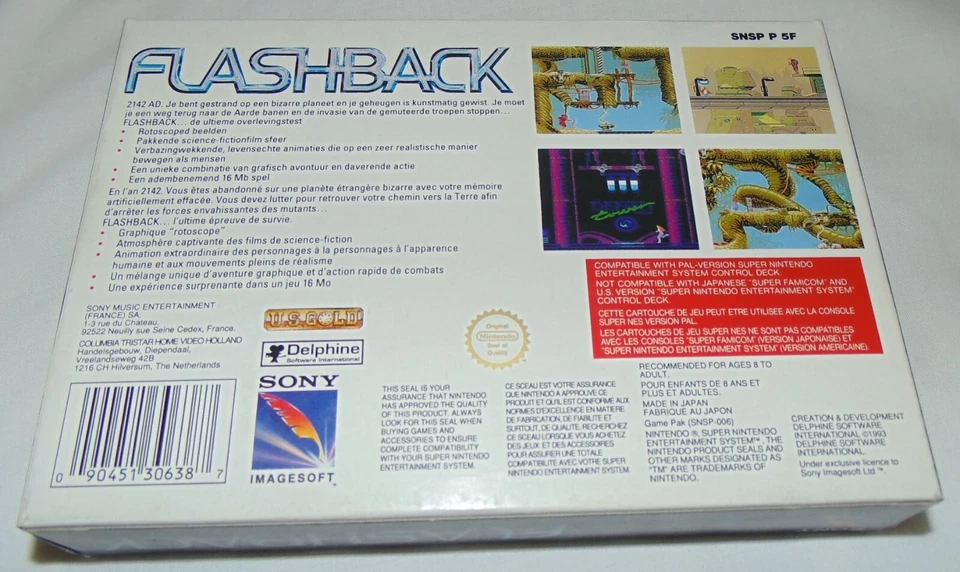 SNSP P 5F
FLASHBACK
2142 AD. Je bent gestrand op een bizarre planeet en je geheugen is kunstmatig gewist. Je moet
je een weg terug naar de Aarde banen en de invasie van de gemuteerde troepen stoppen...
FLASHBACK... de ultieme overlevingstest
• Rotoscoped beelden
• Pakkende science-fictionfilm sfeer
• Verbazingwekkende, levensechte animaties die op een zeer realistische manier
bewegen als mensen
• Een unieke combinatie van grafisch avontuur en daverende actie
• Een adembenemend 16 Mb spel
En l'an 2142. Vous êtes abandonné sur une planète étrangère bizarre avec votre mémoire
artificiellement effacée. Vous devez lutter pour retrouver votre chemin vers la Terre afin
d'arrêter les forces envahissantes des mutants...
FLASHBACK... l'ultime épreuve de survie.
• Graphique "rotoscope"
• Atmosphère captivante des films de science-fiction
• Animation extraordinaire des personnages à la personnages à l'apparence
humaine et aux mouvements pleins de réalisme
• Un mélange unique d'aventure graphique et d'action rapide de combats
• Une expérience surprenante dans un jeu 16 Mo
tower
COMPATIBLE WITH PAL-VERSION SUPER NINTENDO
ENTERTAINMENT SYSTEM CONTROL DECK.
NOT COMPATIBLE WITH JAPANESE "SUPER FAMICOM" AND
U.S. VERSION "SUPER NINTENDO ENTERTAINMENT SYSTEM"
CONTROL DECK.
CETTE CARTOUCHE DE JEU PEUT ETRE UTILISEE AVEC LA CONSOLE
SUPER NES VERSION PAL.
LES CARTOUCHES DE JEU SUPER NES NE SONT PAS COMPATIBLES
AVEC LES CONSOLES "SUPER FAMICOM" (VERSION JAPONAISE) ET
"SUPER NINTENDO ENTERTAINMENT SYSTEM" (VERSION AMERICAINE).
SONY MUSIC ENTERTAINMENT
(FRANCE) SA.
1-3 rue du Chateau,
92522 Neuilly sue Seine Cedex, France.
COLUMBIA TRISTAR HOME VIDEO HOLLAND
Handelsgebouw, Diependaal,
Vreelandseweg 42B
1216 CH Hilversum, The Netherlands
0 90451 30638 7
U.S. GOLD
Delphine
Software International
SONY
IMAGESOFT™
Original
Nintendo
Seal of
Quality
THIS SEAL IS YOUR
ASSURANCE THAT NINTENDO
HAS APPROVED THE QUALITY
OF THIS PRODUCT. ALWAYS
LOOK FOR THIS SEAL WHEN
BUYING GAMES AND
ACCESSORIES TO ENSURE
COMPLETE COMPATIBILITY
WITH YOUR SUPER NINTENDO
ENTERTAINMENT SYSTEM.
CE SCEAU EST VOTRE ASSURANCE
QUE NINTENDO A APPROUVE CE
PRODUIT ET QU'IL EST CONFORME AUX
NORMES D'EXCELLENCE EN MATIERE
DE FABRICATION, DE FIABILITE ET
SURTOUT, DE QUALITE. RECHERCHEZ
CE SCEAU LORSQUE VOUS ACHETEZ
DES JEUX ET DES ACCESSOIRES
POUR ASSURER UNE TOTALE
COMPATIBILITE AVEC VOTRE SUPER
NINTENDO ENTERTAINMENT SYSTEM.
RECOMMENDED FOR AGES 8 TO
ADULT.
POUR ENFANTS DE 8 ANS ET
PLUS ET ADULTES.
MADE IN JAPAN
FABRIQUE AU JAPON
Game Pak (SNSP-006)
NINTENDO ®, SUPER NINTENDO
ENTERTAINMENT SYSTEM™, THE
NINTENDO PRODUCT SEALS AND
OTHER MARKS DESIGNATED AS
"TM" ARE TRADEMARKS OF
NINTENDO.
CREATION & DEVELOPMENT
DELPHINE SOFTWARE
INTERNATIONAL ©1993
DELPHINE SOFTWARE
INTERNATIONAL.
Under exclusive licence to
Sony Imagesoft Ltd ™.